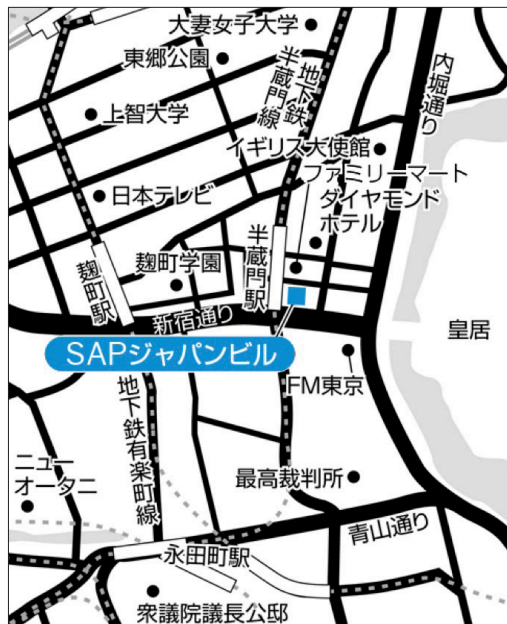 大妻女子大学
東郷公園
地下鉄
半蔵門線
内堀通り
上智大学
イギリス大使館
ファミリーマート
ダイヤモンド
ホテル
日本テレビ
半蔵門駅
麹町学園
麹町駅
新宿通り
皇居
SAPジャパンビル
FM東京
地下鉄有楽町線
ニュー
オータニ
最高裁判所
青山通り
永田町駅
衆議院議長公邸